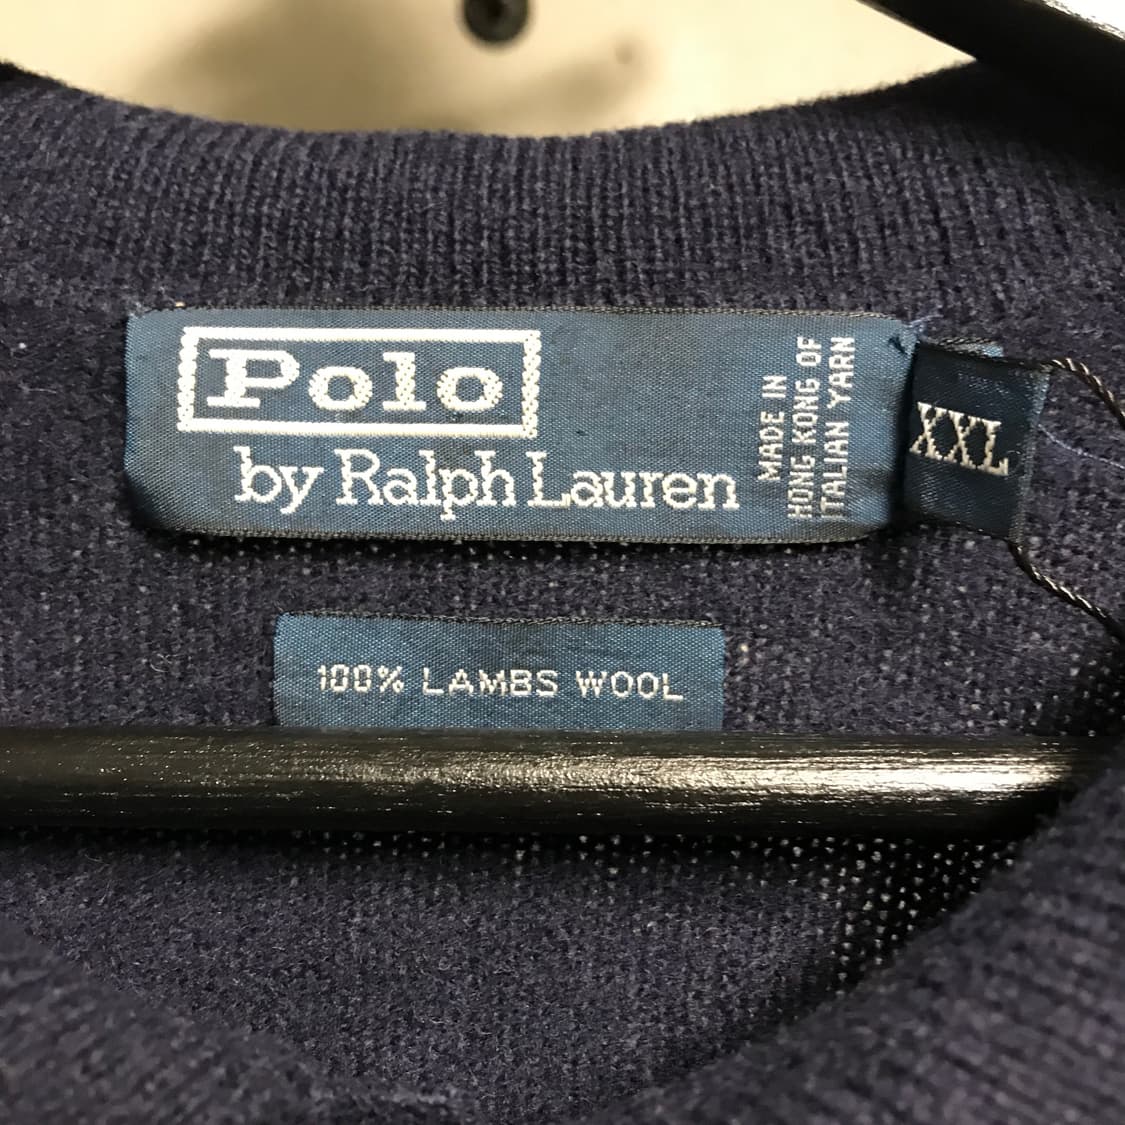 Polo
by Ralph Lauren
MADE IN
HONG KONG OF
ITALIAN YARN
XXL
100% LAMBS WOOL